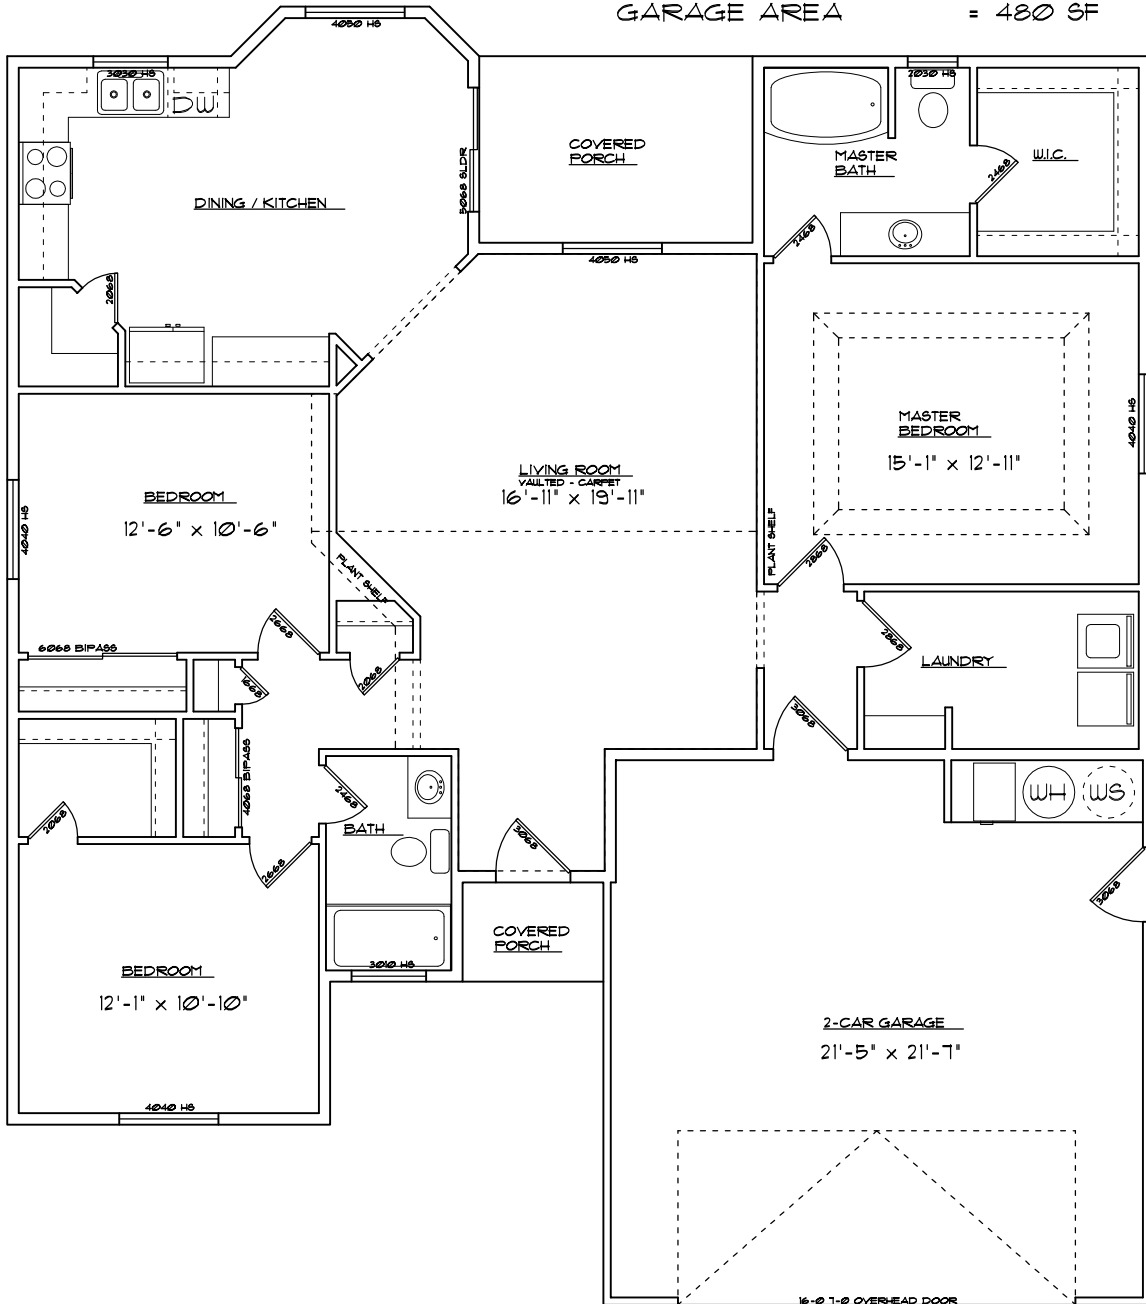 GARAGE AREA = 480 SF
4050 HS
3030 HS
2030 HS
DW
COVERED
PORCH
MASTER
BATH
W.I.C.
2468
5068 SLDR
DINING / KITCHEN
2468
4050 HS
2068
MASTER
BEDROOM
15'-1" x 12'-11"
4040 HS
LIVING ROOM
VAULTED - CARPET
16'-11" x 19'-11"
BEDROOM
12'-6" x 10'-6"
4040 HS
PLANT SHELF
PLANT SHELF
2868
2668
6068 BIPASS
2868
LAUNDRY
1668
2068
3068
4068 BIPASS
2468
WH
WS
2068
BATH
3068
2668
3068
COVERED
PORCH
3010 HS
BEDROOM
12'-1" x 10'-10"
2-CAR GARAGE
21'-5" x 21'-7"
4040 HS
16-0 7-0 OVERHEAD DOOR